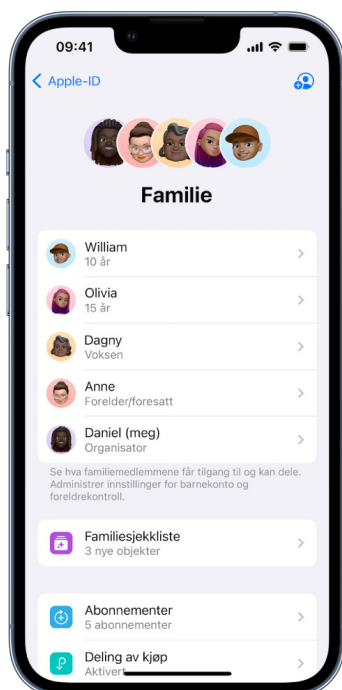 09:41
Apple-ID
Familie
William
10 år
Olivia
15 år
Dagny
Voksen
Anne
Forelder/foresatt
Daniel (meg)
Organisator
Se hva familiemedlemmene får tilgang til og kan dele.
Administrer innstillinger for barnekonto og
foreldrekontroll.
Familiesjekkliste
3 nye objekter
Abonnementer
5 abonnementer
Deling av kjøp
Aktivert